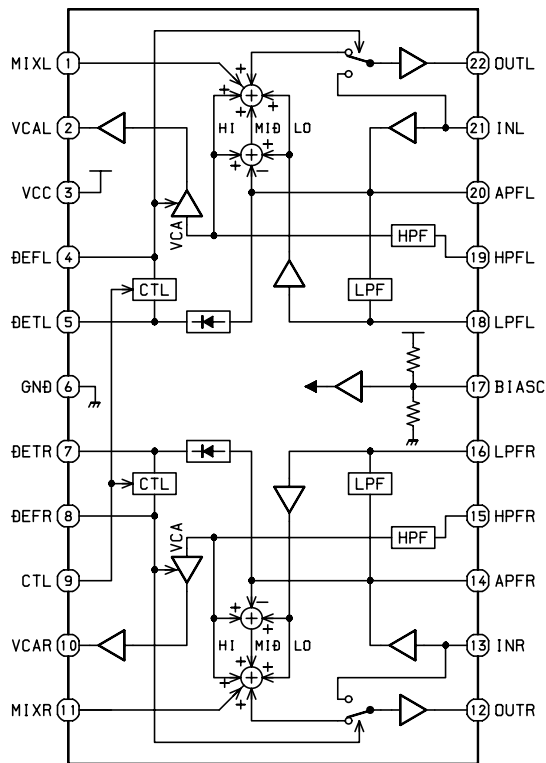 MIXL 1 22 OUTL
+ + + + +
VCAL 2 HI MID LO 21 INL
+ + + −
VCC 3 20 APFL
VCA
HPF
DEFL 4 19 HPFL
CTL LPF
DETL 5 18 LPFL
GND 6 17 BIASC
DETR 7 16 LPFR
CTL LPF
DEFR 8 15 HPFR
VCA HPF
CTL 9 14 APFR
+ − + +
VCAR 10 HI MID LO 13 INR
+ + + + +
MIXR 11 12 OUTR